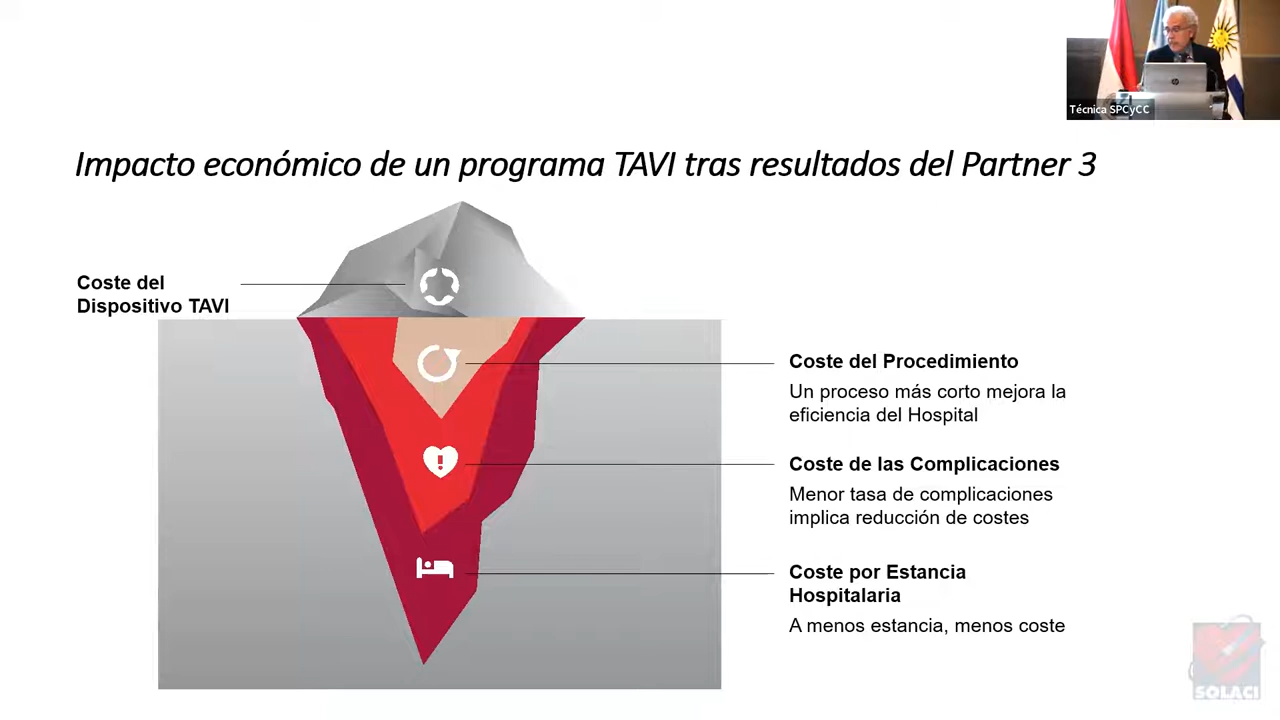 Técnica SPCyCC
Impacto económico de un programa TAVI tras resultados del Partner 3
Coste del
Dispositivo TAVI
Coste del Procedimiento
Un proceso más corto mejora la
eficiencia del Hospital
Coste de las Complicaciones
Menor tasa de complicaciones
implica reducción de costes
Coste por Estancia
Hospitalaria
A menos estancia, menos coste
SOLACI